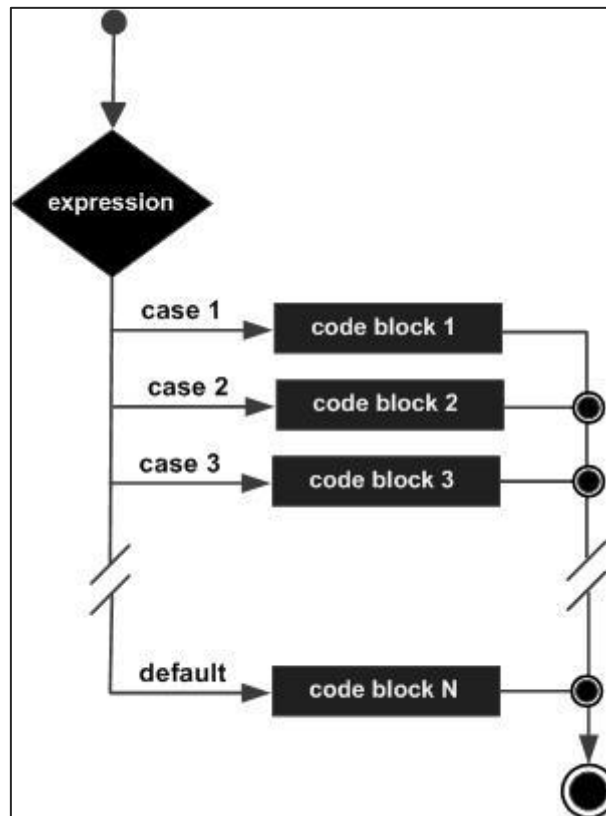 expression
case 1
code block 1
case 2
code block 2
case 3
code block 3
default
code block N